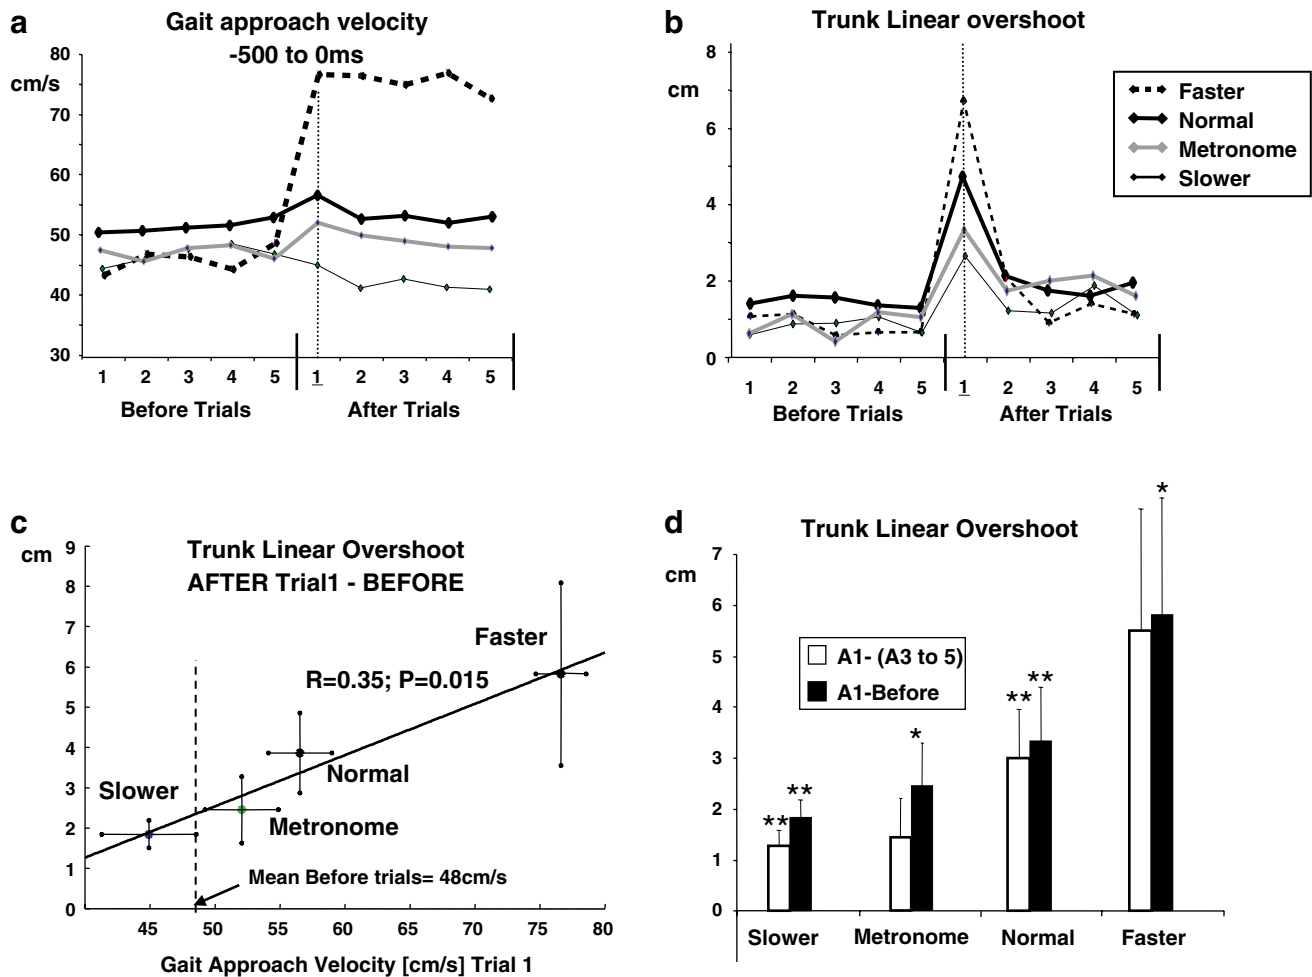 a
Gait approach velocity
-500 to 0ms
cm/s
80
70
60
50
40
30
1 2 3 4 5 1 2 3 4 5
Before Trials After Trials
b
Trunk Linear overshoot
cm
8
6
4
2
0
1 2 3 4 5 1 2 3 4 5
Before Trials After Trials
Faster
Normal
Metronome
Slower
c
cm
Trunk Linear Overshoot
AFTER Trial1 - BEFORE
9
8
7
6
5
4
3
2
1
0
Faster
R=0.35; P=0.015
Normal
Slower
Metronome
Mean Before trials= 48cm/s
45 50 55 60 65 70 75 80
Gait Approach Velocity [cm/s] Trial 1
d
Trunk Linear Overshoot
cm
7
6
5
4
3
2
1
0
A1- (A3 to 5)
A1-Before
** **
*
** **
*
Slower Metronome Normal Faster